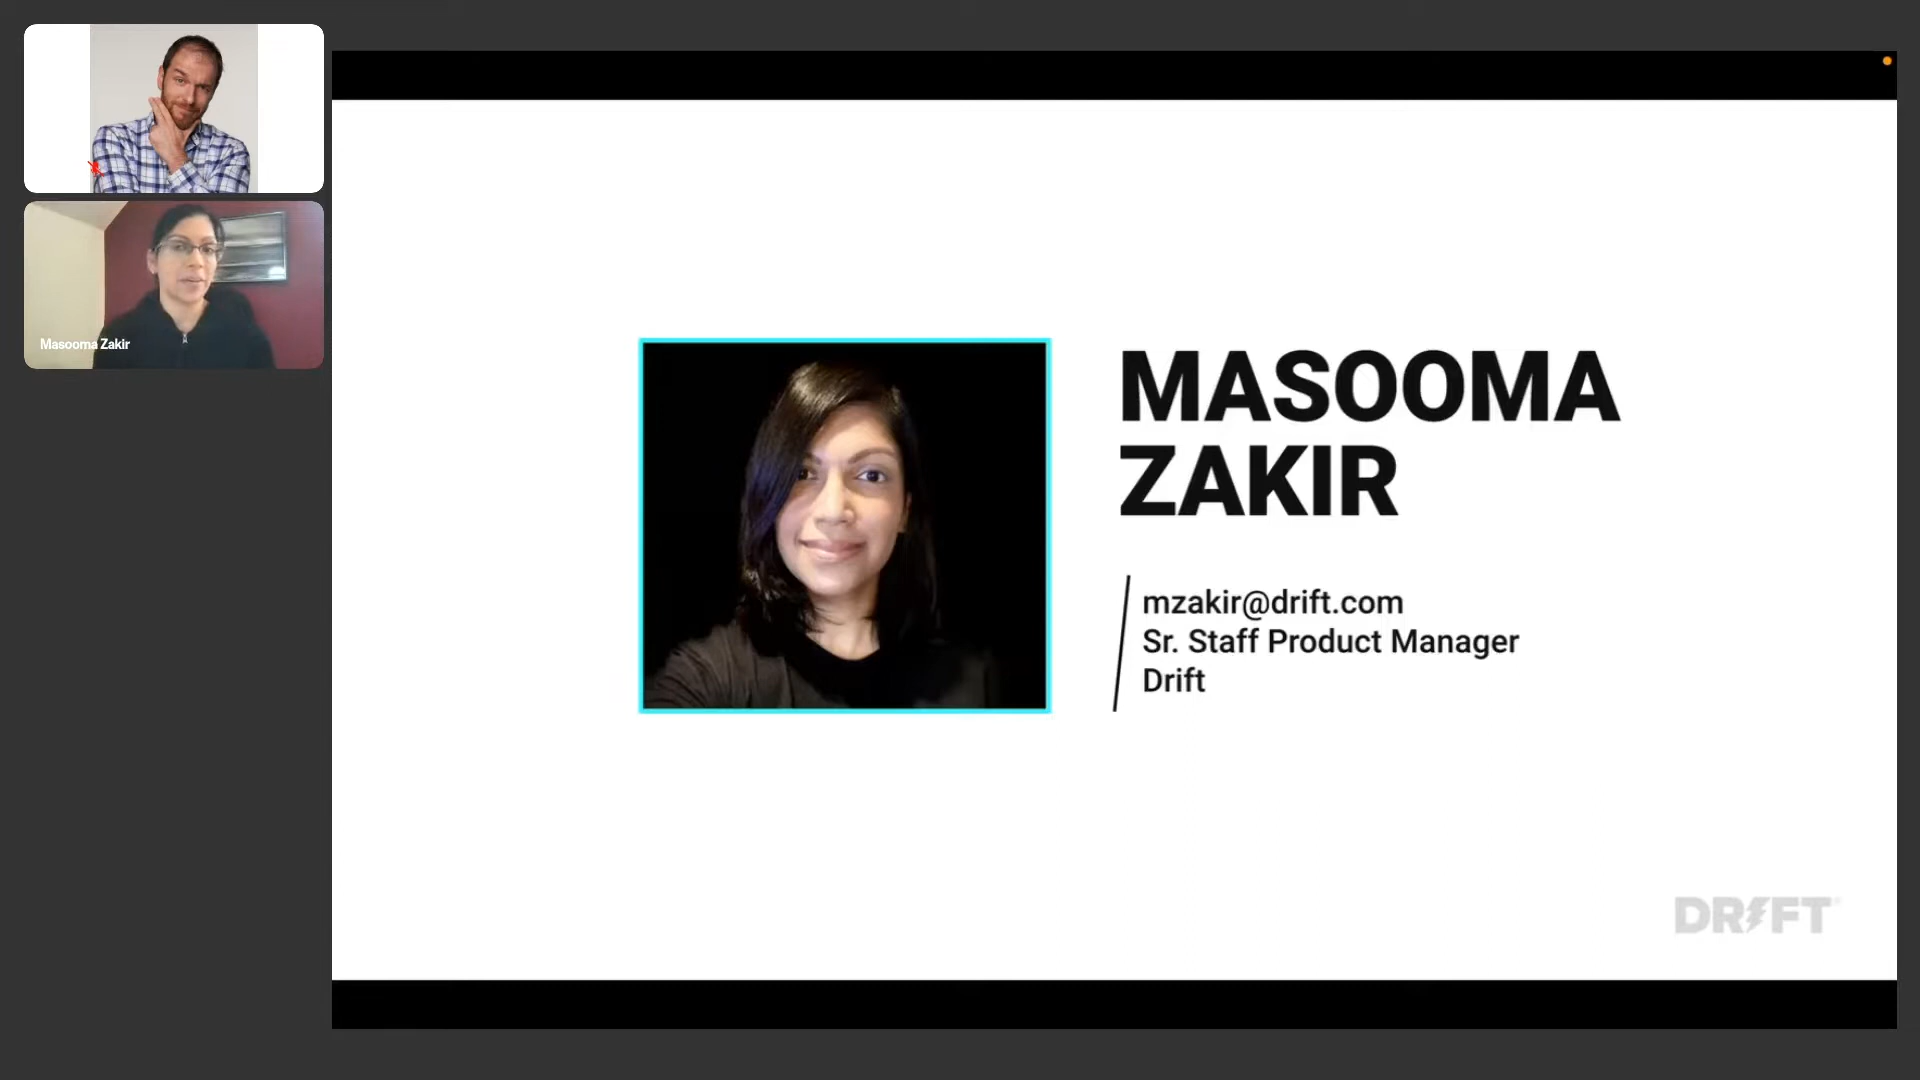 Masooma Zakir
MASOOMA
ZAKIR
mzakir@drift.com
Sr. Staff Product Manager
Drift
DRIFT